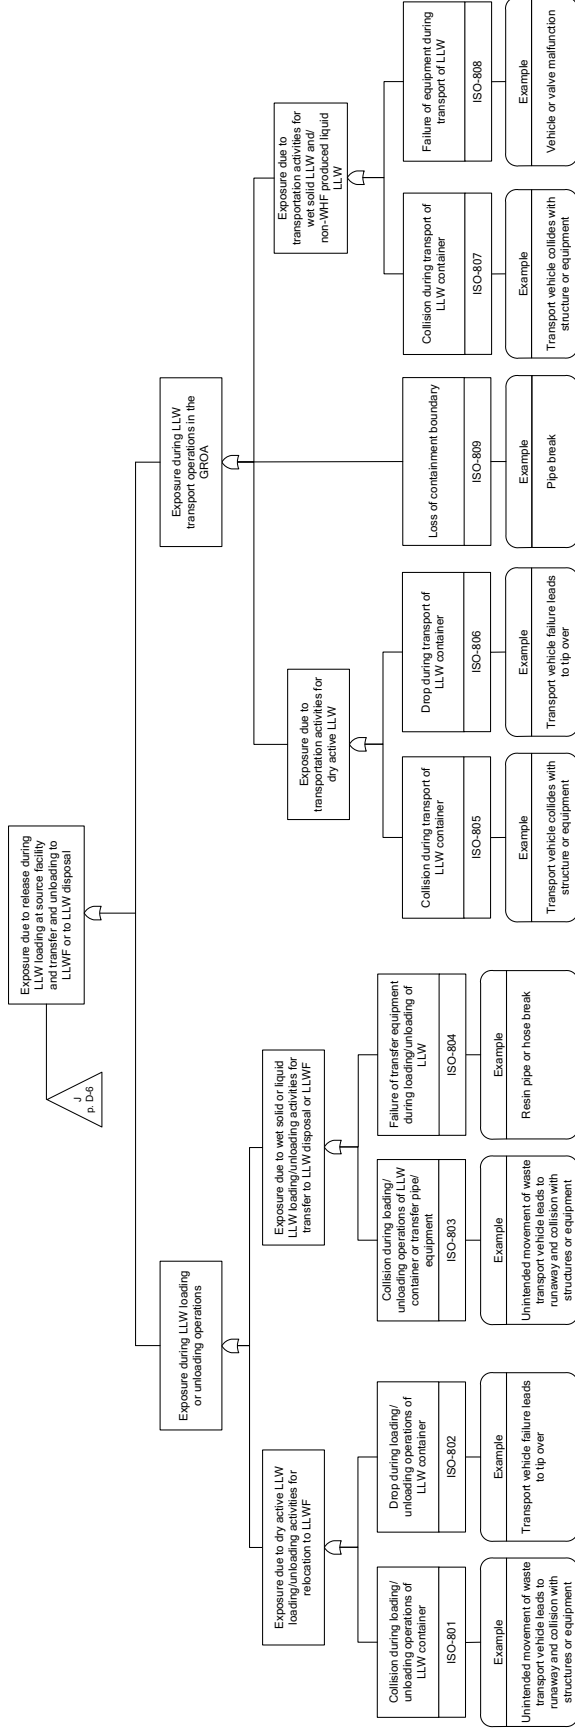 Exposure due to release during
LLW loading at source facility
and transfer and unloading to
LLWF or to LLW disposal
J
p. D-6
Exposure during LLW loading
or unloading operations
Exposure during LLW
transport operations in the
GROA
Exposure due to dry active LLW
loading/unloading activities for
relocation to LLWF
Exposure due to wet solid or liquid
LLW loading/unloading activities for
transfer to LLW disposal or LLWF
Exposure due to
transportation activities for
dry active LLW
Exposure due to
transportation activities for
wet solid LLW and/
non-WHF produced liquid
LLW
Collision during loading/
unloading operations of
LLW container
ISO-801
Example
Unintended movement of waste
transport vehicle leads to
runaway and collision with
structures or equipment
Drop during loading/
unloading operations of
LLW container
ISO-802
Example
Transport vehicle failure leads
to tip over
Collision during loading/
unloading operations of LLW
container or transfer pipe/
equipment
ISO-803
Example
Unintended movement of waste
transport vehicle leads to
runaway and collision with
structures or equipment
Failure of transfer equipment
during loading/unloading of
LLW
ISO-804
Example
Resin pipe or hose break
Collision during transport of
LLW container
ISO-805
Example
Transport vehicle collides with
structure or equipment
Drop during transport of
LLW container
ISO-806
Example
Transport vehicle failure leads
to tip over
Loss of containment boundary
ISO-809
Example
Pipe break
Collision during transport of
LLW container
ISO-807
Example
Transport vehicle collides with
structure or equipment
Failure of equipment during
transport of LLW
ISO-808
Example
Vehicle or valve malfunction